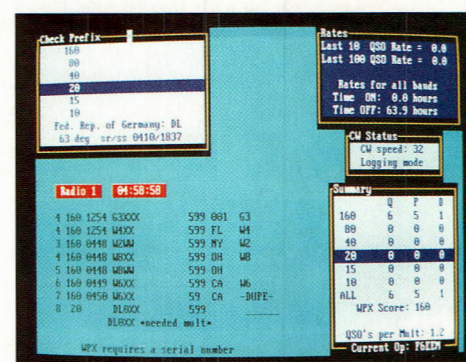 Check Prefix
160
80
40
20
15
10
Fed. Rep. of Germany: DL
63 deg sr/ss 0410/1837
Rates
Last 10 QSO Rate = 0.0
Last 100 QSO Rate = 0.0
Rates for all bands
Time ON: 0.0 hours
Time OFF: 63.9 hours
CW Status
CW speed: 32
Logging mode
Radio 1 04:58:58
4 160 1254 G3XXX 599 001 G3
4 160 1254 W4XX 599 FL W4
3 160 0448 W2WW 599 NY W2
4 160 0448 W8XX 599 OH W8
5 160 0448 W8WW 599 OH
6 160 0449 W6XX 599 CA W6
7 160 0450 W6XX 59 CA -DUPE-
8 20 DL0XX 599
DL0XX *needed mult*
WPX requires a serial number
Summary
Q P D
160 6 5 1
80 0 0 0
40 0 0 0
20 0 0 0
15 0 0 0
10 0 0 0
ALL 6 5 1
WPX Score: 160
QSO's per Mult: 1.2
Current Op: F6EEM